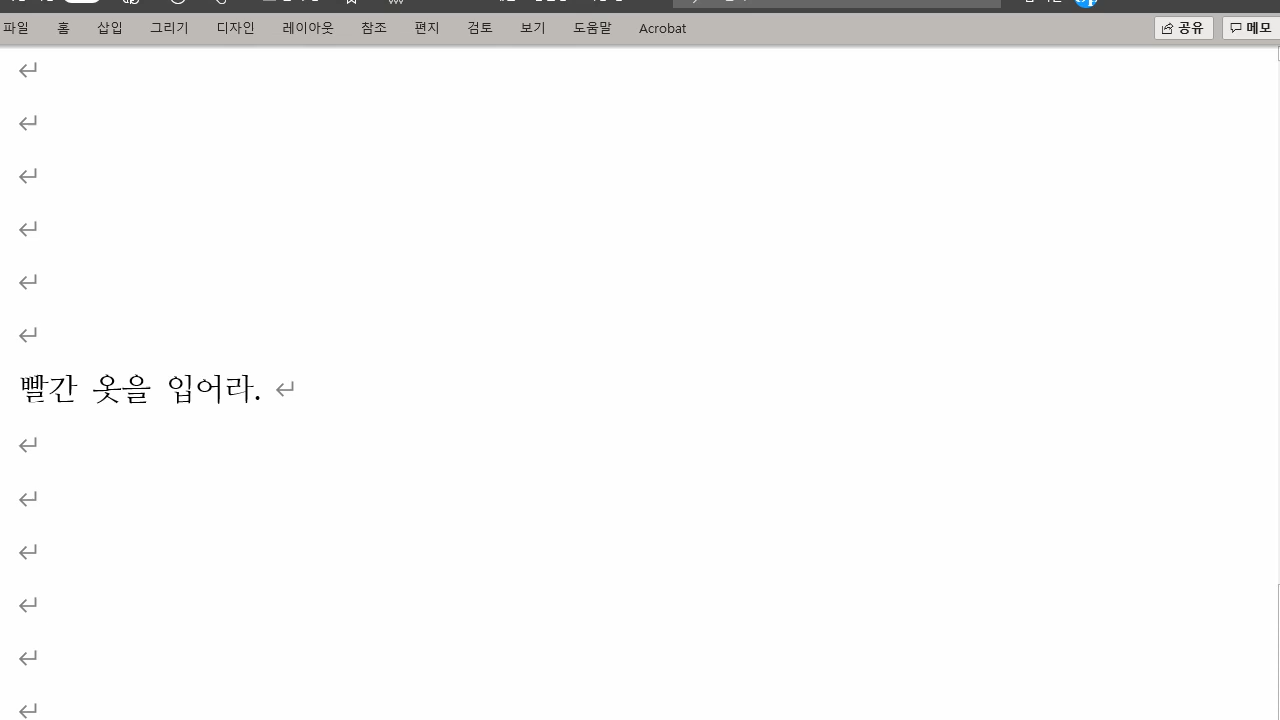 파일 홈 삽입 그리기 디자인 레이아웃 참조 편지 검토 보기 도움말 Acrobat 공유 메모
빨간 옷을 입어라.